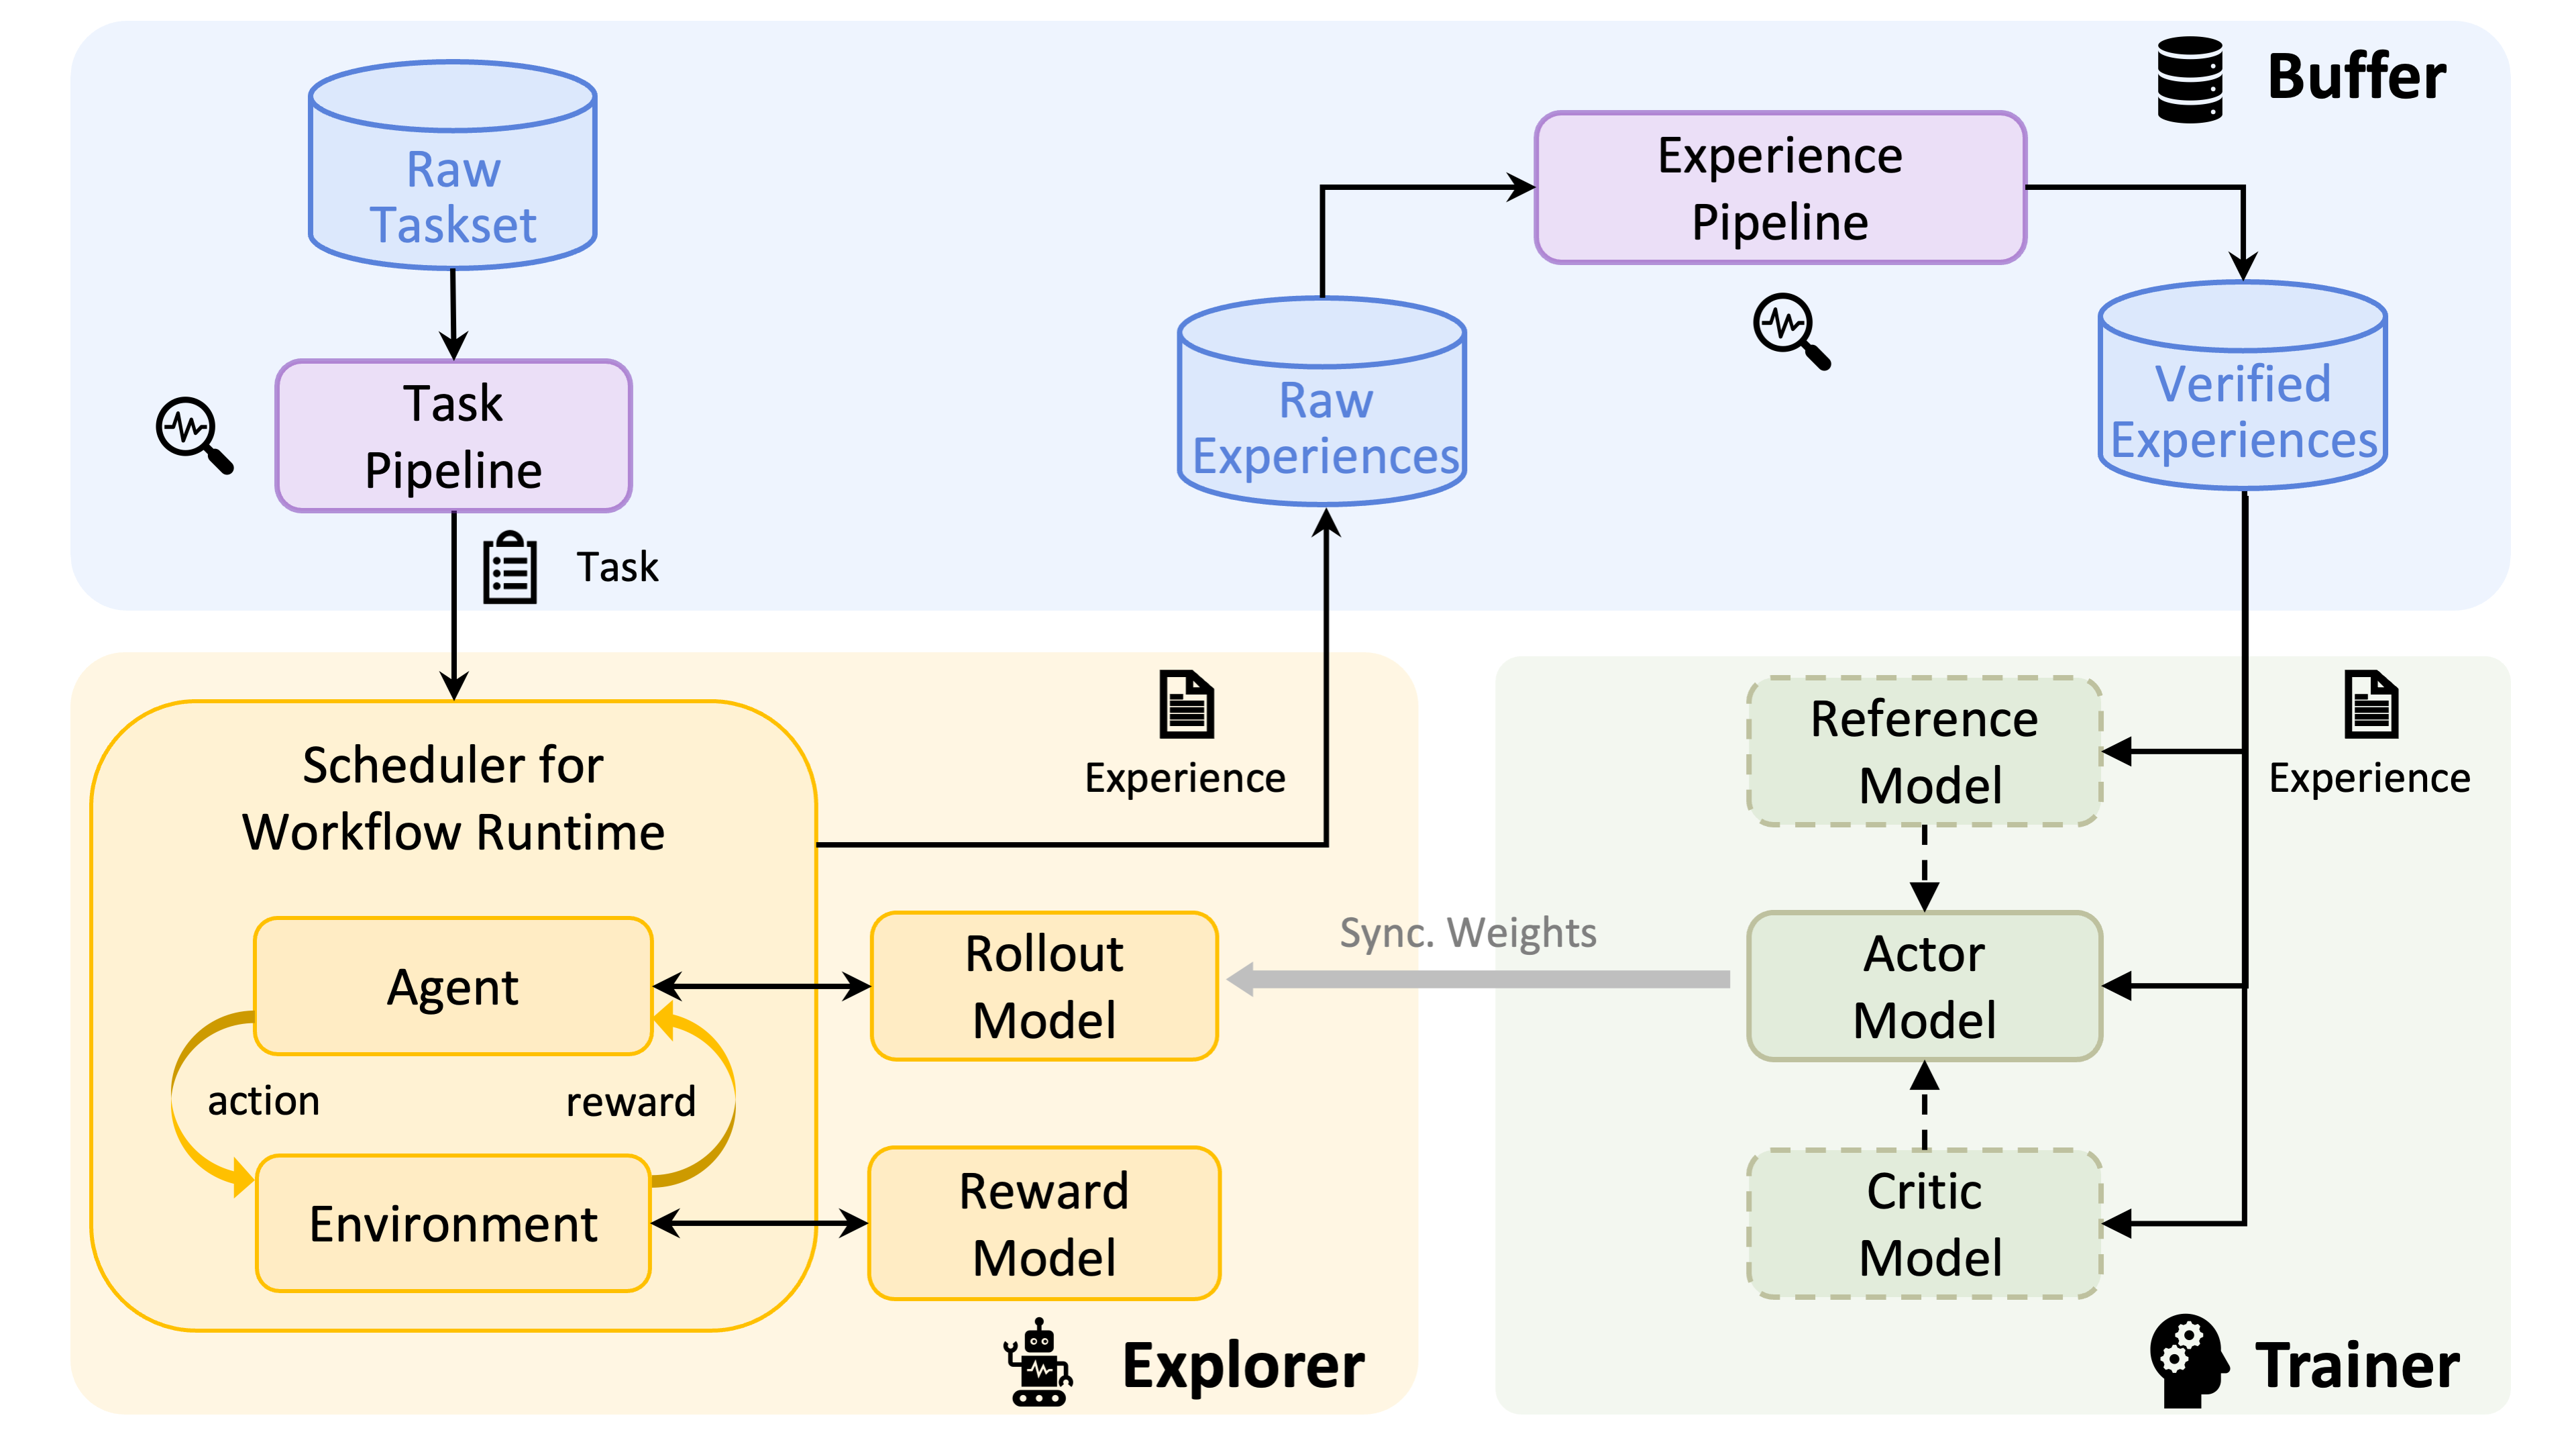 Buffer
Raw
Taskset
Task
Pipeline
Task
Raw
Experiences
Experience
Pipeline
Verified
Experiences
Scheduler for
Workflow Runtime
Agent
action
reward
Environment
Experience
Rollout
Model
Reward
Model
Explorer
Sync. Weights
Reference
Model
Experience
Actor
Model
Critic
Model
Trainer